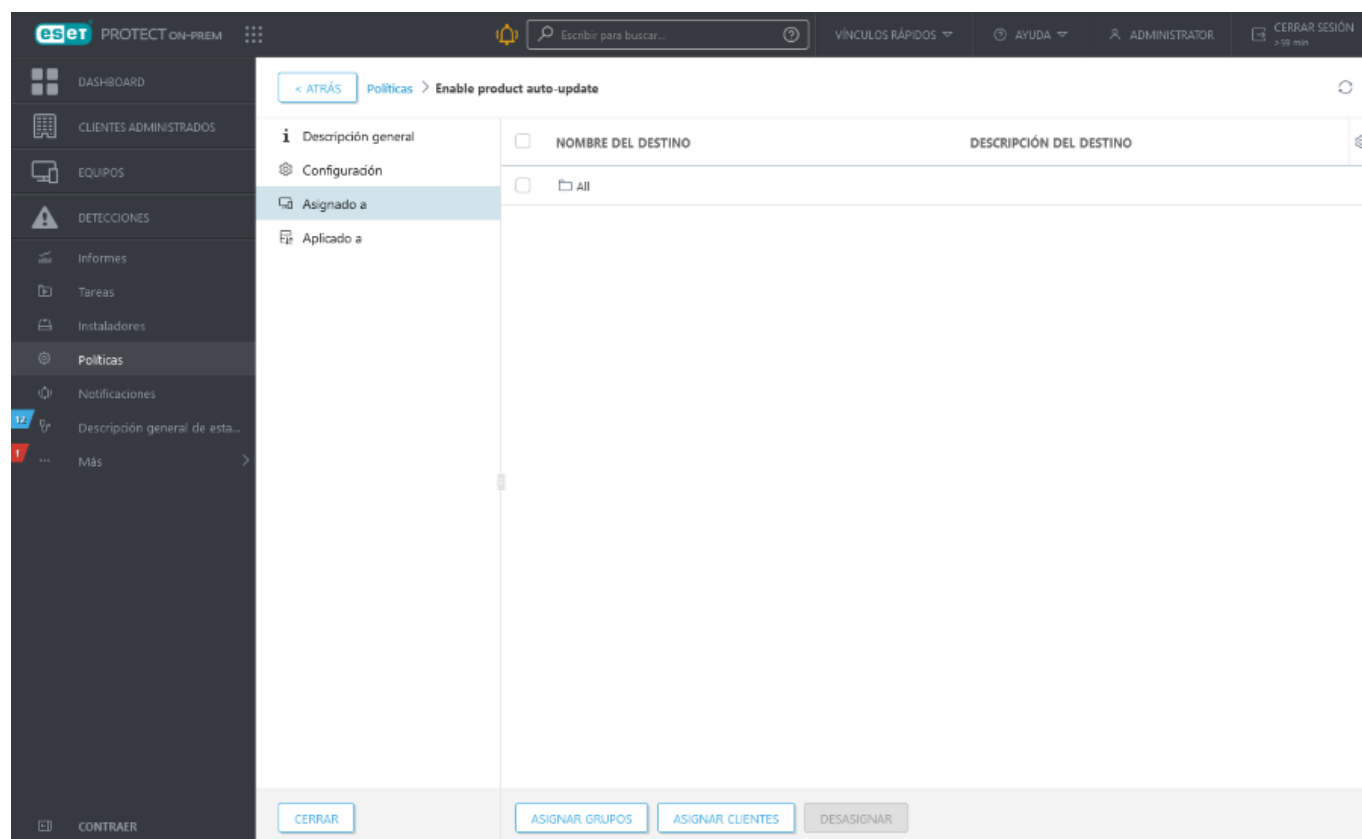 eset PROTECT ON-PREM
Escribir para buscar...
VÍNCULOS RÁPIDOS
AYUDA
ADMINISTRATOR
CERRAR SESIÓN
>59 min
DASHBOARD
CLIENTES ADMINISTRADOS
EQUIPOS
DETECCIONES
Informes
Tareas
Instaladores
Políticas
Notificaciones
12 Descripción general de esta...
1 ... Más
CONTRAER
< ATRÁS Políticas > Enable product auto-update
Descripción general
Configuración
Asignado a
Aplicado a
NOMBRE DEL DESTINO DESCRIPCIÓN DEL DESTINO
All
CERRAR
ASIGNAR GRUPOS
ASIGNAR CLIENTES
DESASIGNAR